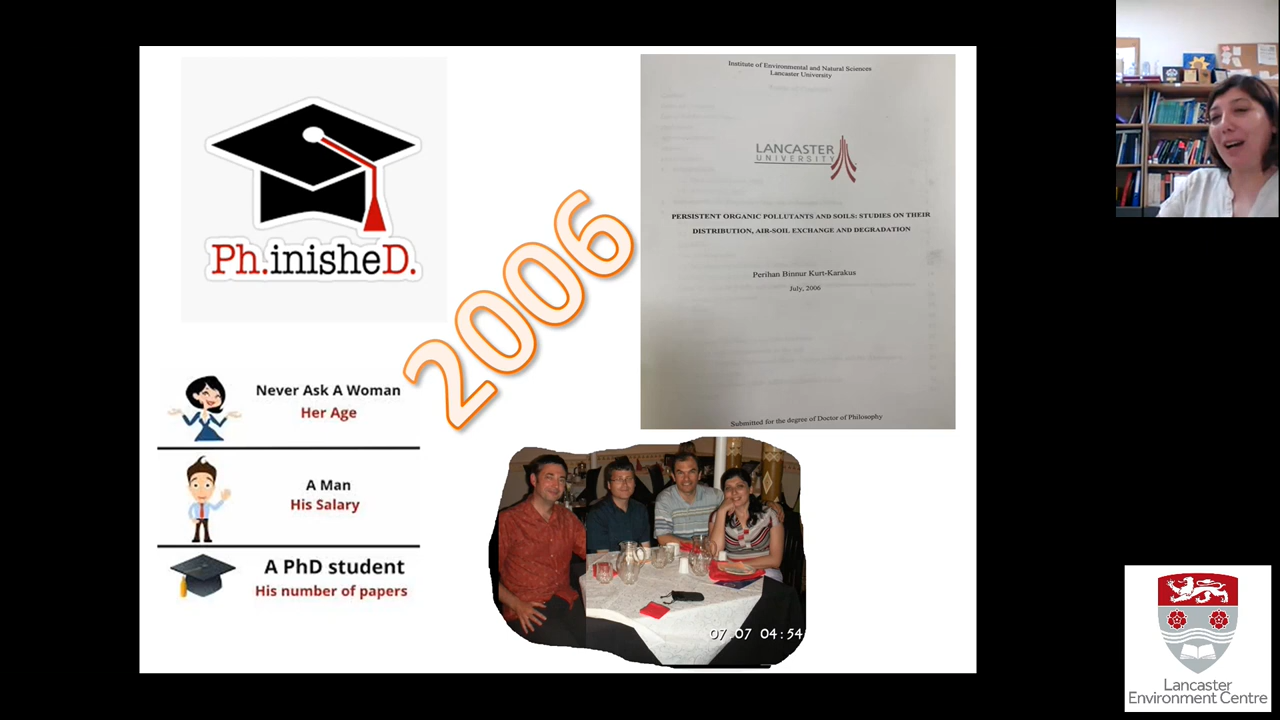 Ph.inisheD.
2006
Never Ask A Woman
Her Age
A Man
His Salary
A PhD student
His number of papers
Institute of Environmental and Natural Sciences
Lancaster University
LANCASTER
UNIVERSITY
PERSISTENT ORGANIC POLLUTANTS AND SOILS: STUDIES ON THEIR
DISTRIBUTION, AIR-SOIL EXCHANGE AND DEGRADATION
Perihan Binnur Kurt-Karakus
July, 2006
Submitted for the degree of Doctor of Philosophy
07.07 04:54
Lancaster
Environment Centre